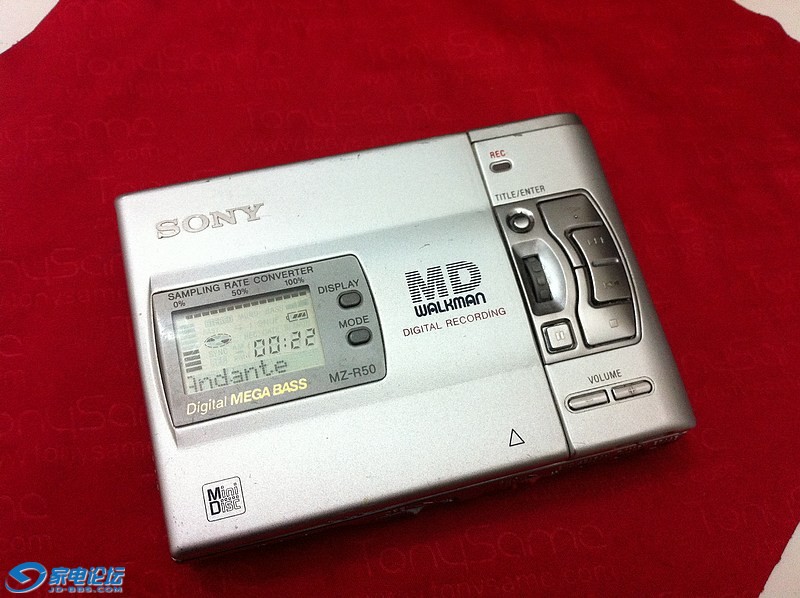 REC
TITLE/ENTER
SONY
SAMPLING RATE CONVERTER
0% 50% 100%
DISPLAY
MODE
00:22
Andante
Digital MEGA BASS
MZ-R50
MD
WALKMAN
DIGITAL RECORDING
VOLUME
Mini
Disc
家电论坛
JD-BBS.COM
TonySama